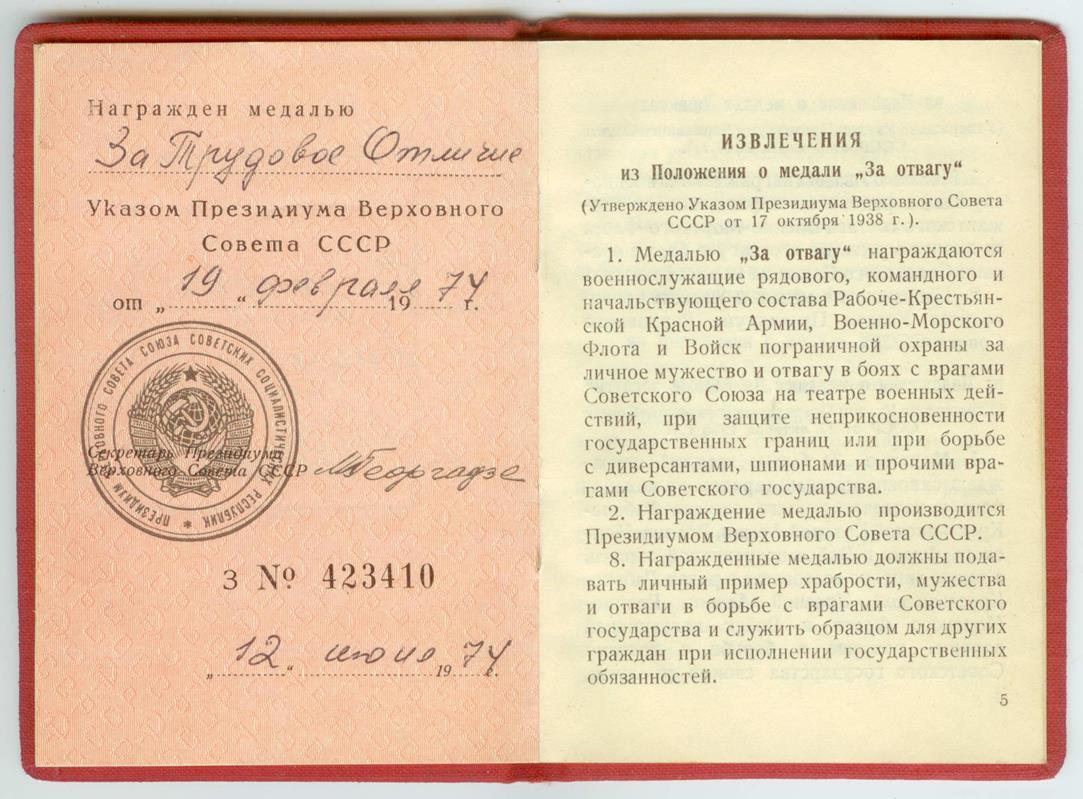 Награжден медалью
За Трудовое Отличие
Указом Президиума Верховного
Совета СССР
от „ 19 “ февраля 19 74 г.
ПРЕЗИДИУМ ВЕРХОВНОГО СОВЕТА СОЮЗА СОВЕТСКИХ СОЦИАЛИСТИЧЕСКИХ РЕСПУБЛИК
Секретарь Президиума
Верховного Совета СССР МГеоргадзе
З № 423410
„ 12 “ июня 19 74 г.
ИЗВЛЕЧЕНИЯ
из Положения о медали „За отвагу“
(Утверждено Указом Президиума Верховного Совета
СССР от 17 октября 1938 г.).
1. Медалью „За отвагу“ награждаются
военнослужащие рядового, командного и
начальствующего состава Рабоче-Крестьян-
ской Красной Армии, Военно-Морского
Флота и Войск пограничной охраны за
личное мужество и отвагу в боях с врагами
Советского Союза на театре военных дей-
ствий, при защите неприкосновенности
государственных границ или при борьбе
с диверсантами, шпионами и прочими вра-
гами Советского государства.
2. Награждение медалью производится
Президиумом Верховного Совета СССР.
8. Награжденные медалью должны пода-
вать личный пример храбрости, мужества
и отваги в борьбе с врагами Советского
государства и служить образцом для других
граждан при исполнении государственных
обязанностей.
5